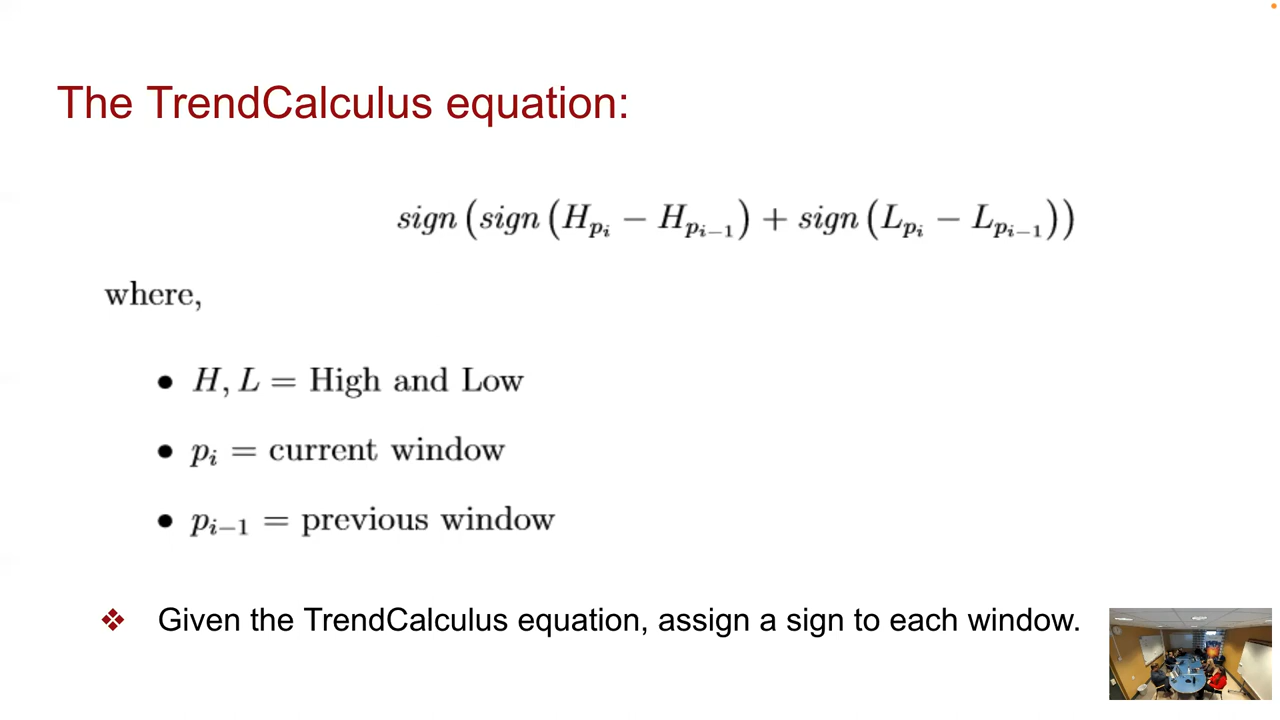 The TrendCalculus equation:
sign(sign(H_{p_i} − H_{p_{i−1}}) + sign(L_{p_i} − L_{p_{i−1}}))
where,
• H, L = High and Low
• p_i = current window
• p_{i−1} = previous window
❖ Given the TrendCalculus equation, assign a sign to each window.